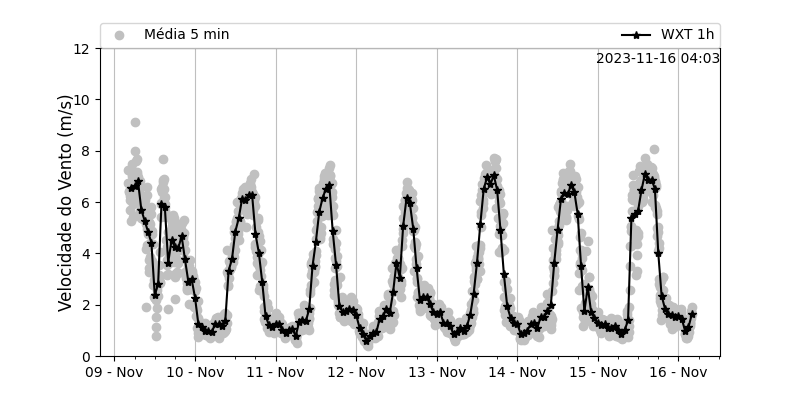 Média 5 min
WXT 1h
2023-11-16 04:03
Velocidade do Vento (m/s)
12
10
8
6
4
2
0
09 - Nov 10 - Nov 11 - Nov 12 - Nov 13 - Nov 14 - Nov 15 - Nov 16 - Nov